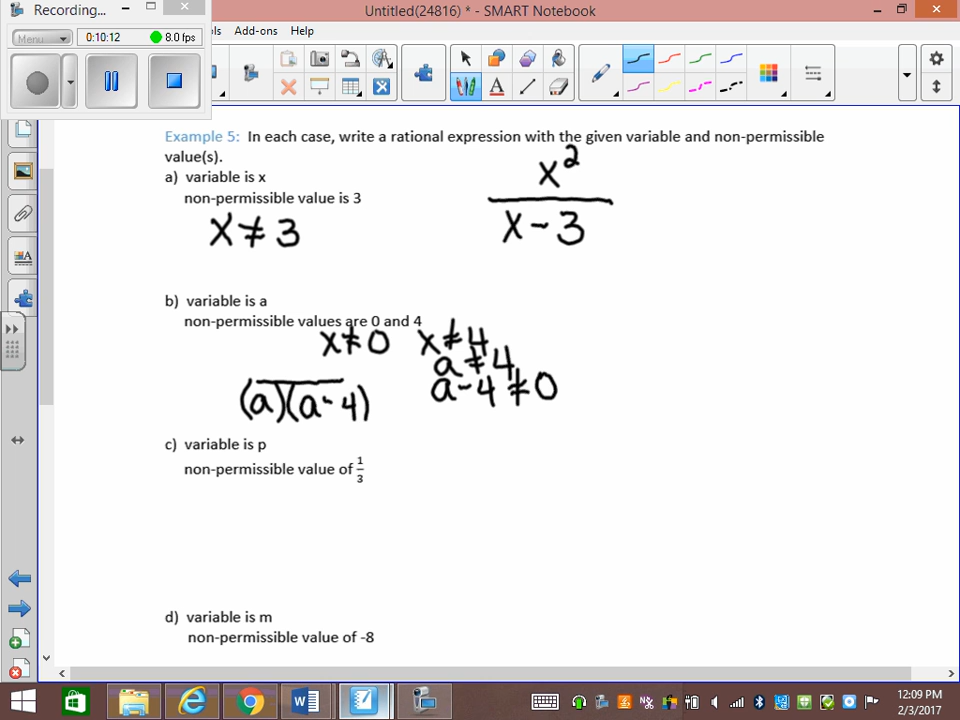 Recording...
Untitled(24816) * - SMART Notebook
Menu
0:10:12
8.0 fps
ols Add-ons Help
Example 5: In each case, write a rational expression with the given variable and non-permissible
value(s).
a) variable is x
non-permissible value is 3
x ≠ 3
x²
x - 3
b) variable is a
non-permissible values are 0 and 4
x ≠ 0 x ≠ 4
a ≠ 4
a - 4 ≠ 0
(a)(a - 4)
c) variable is p
non-permissible value of 1/3
d) variable is m
non-permissible value of -8
12:09 PM
2/3/2017